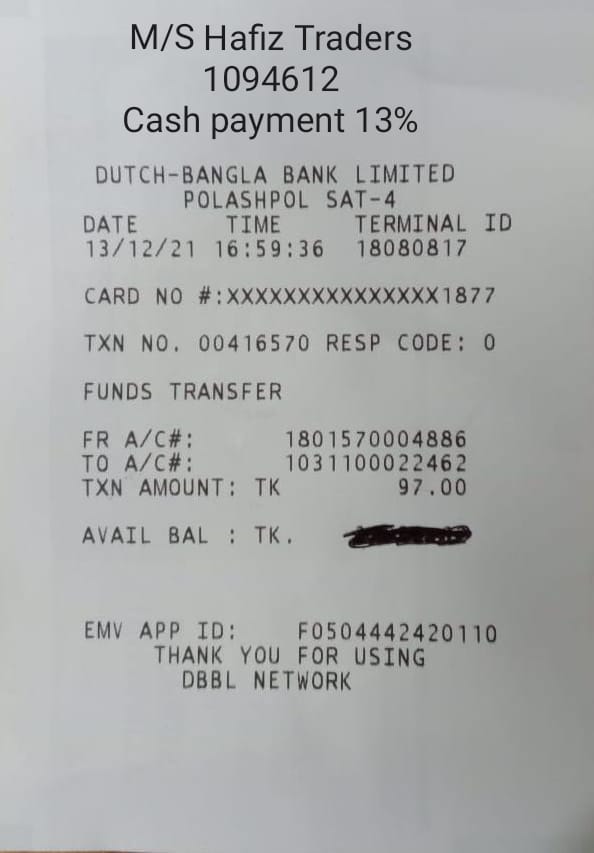 M/S Hafiz Traders
1094612
Cash payment 13%
DUTCH-BANGLA BANK LIMITED
POLASHPOL SAT-4
DATE TIME TERMINAL ID
13/12/21 16:59:36 18080817
CARD NO #:XXXXXXXXXXXXXXX1877
TXN NO. 00416570 RESP CODE: 0
FUNDS TRANSFER
FR A/C#: 1801570004886
TO A/C#: 1031100022462
TXN AMOUNT: TK 97.00
AVAIL BAL : TK.
EMV APP ID: F0504442420110
THANK YOU FOR USING
DBBL NETWORK